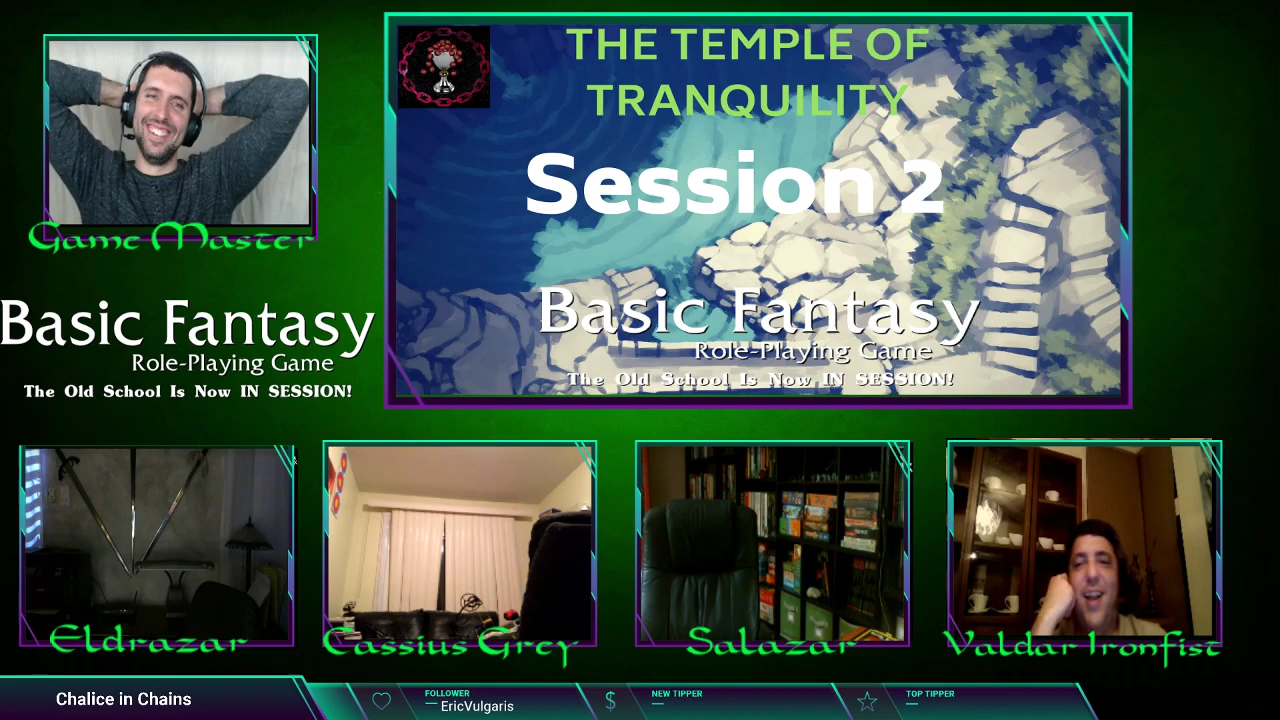 THE TEMPLE OF
TRANQUILITY
Session 2
Basic Fantasy
Role-Playing Game
The Old School Is Now IN SESSION!
Game Master
Basic Fantasy
Role-Playing Game
The Old School Is Now IN SESSION!
Eldrazar
Cassius Grey
Salazar
Valdar Ironfist
Chalice in Chains
FOLLOWER
EricVulgaris
$
NEW TIPPER
TOP TIPPER